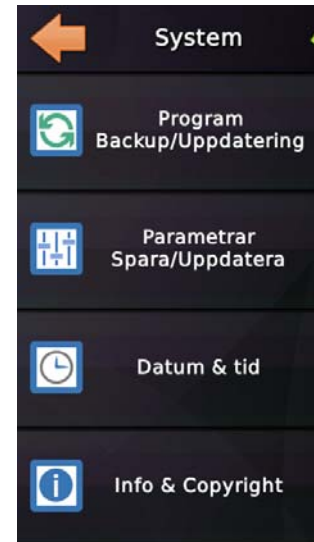 System
Program
Backup/Uppdatering
Parametrar
Spara/Uppdatera
Datum & tid
Info & Copyright